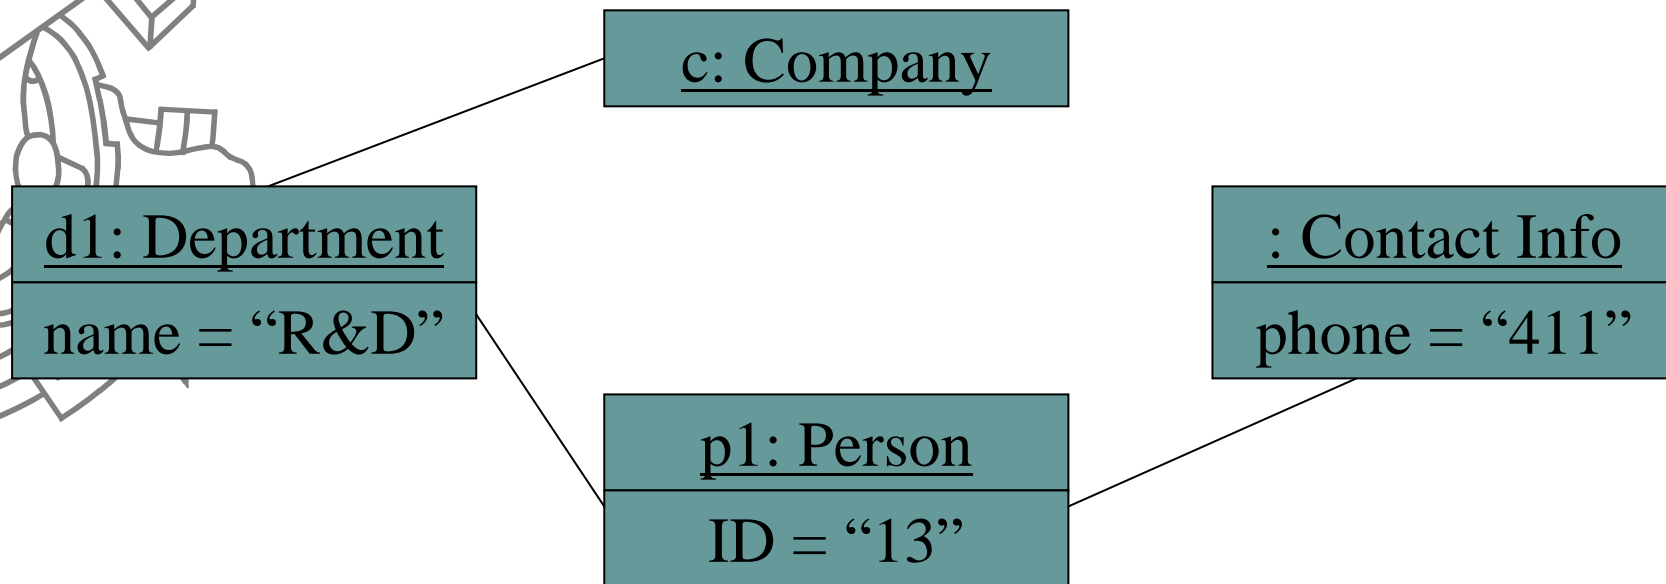 c: Company
d1: Department
name = “R&D”
: Contact Info
phone = “411”
p1: Person
ID = “13”